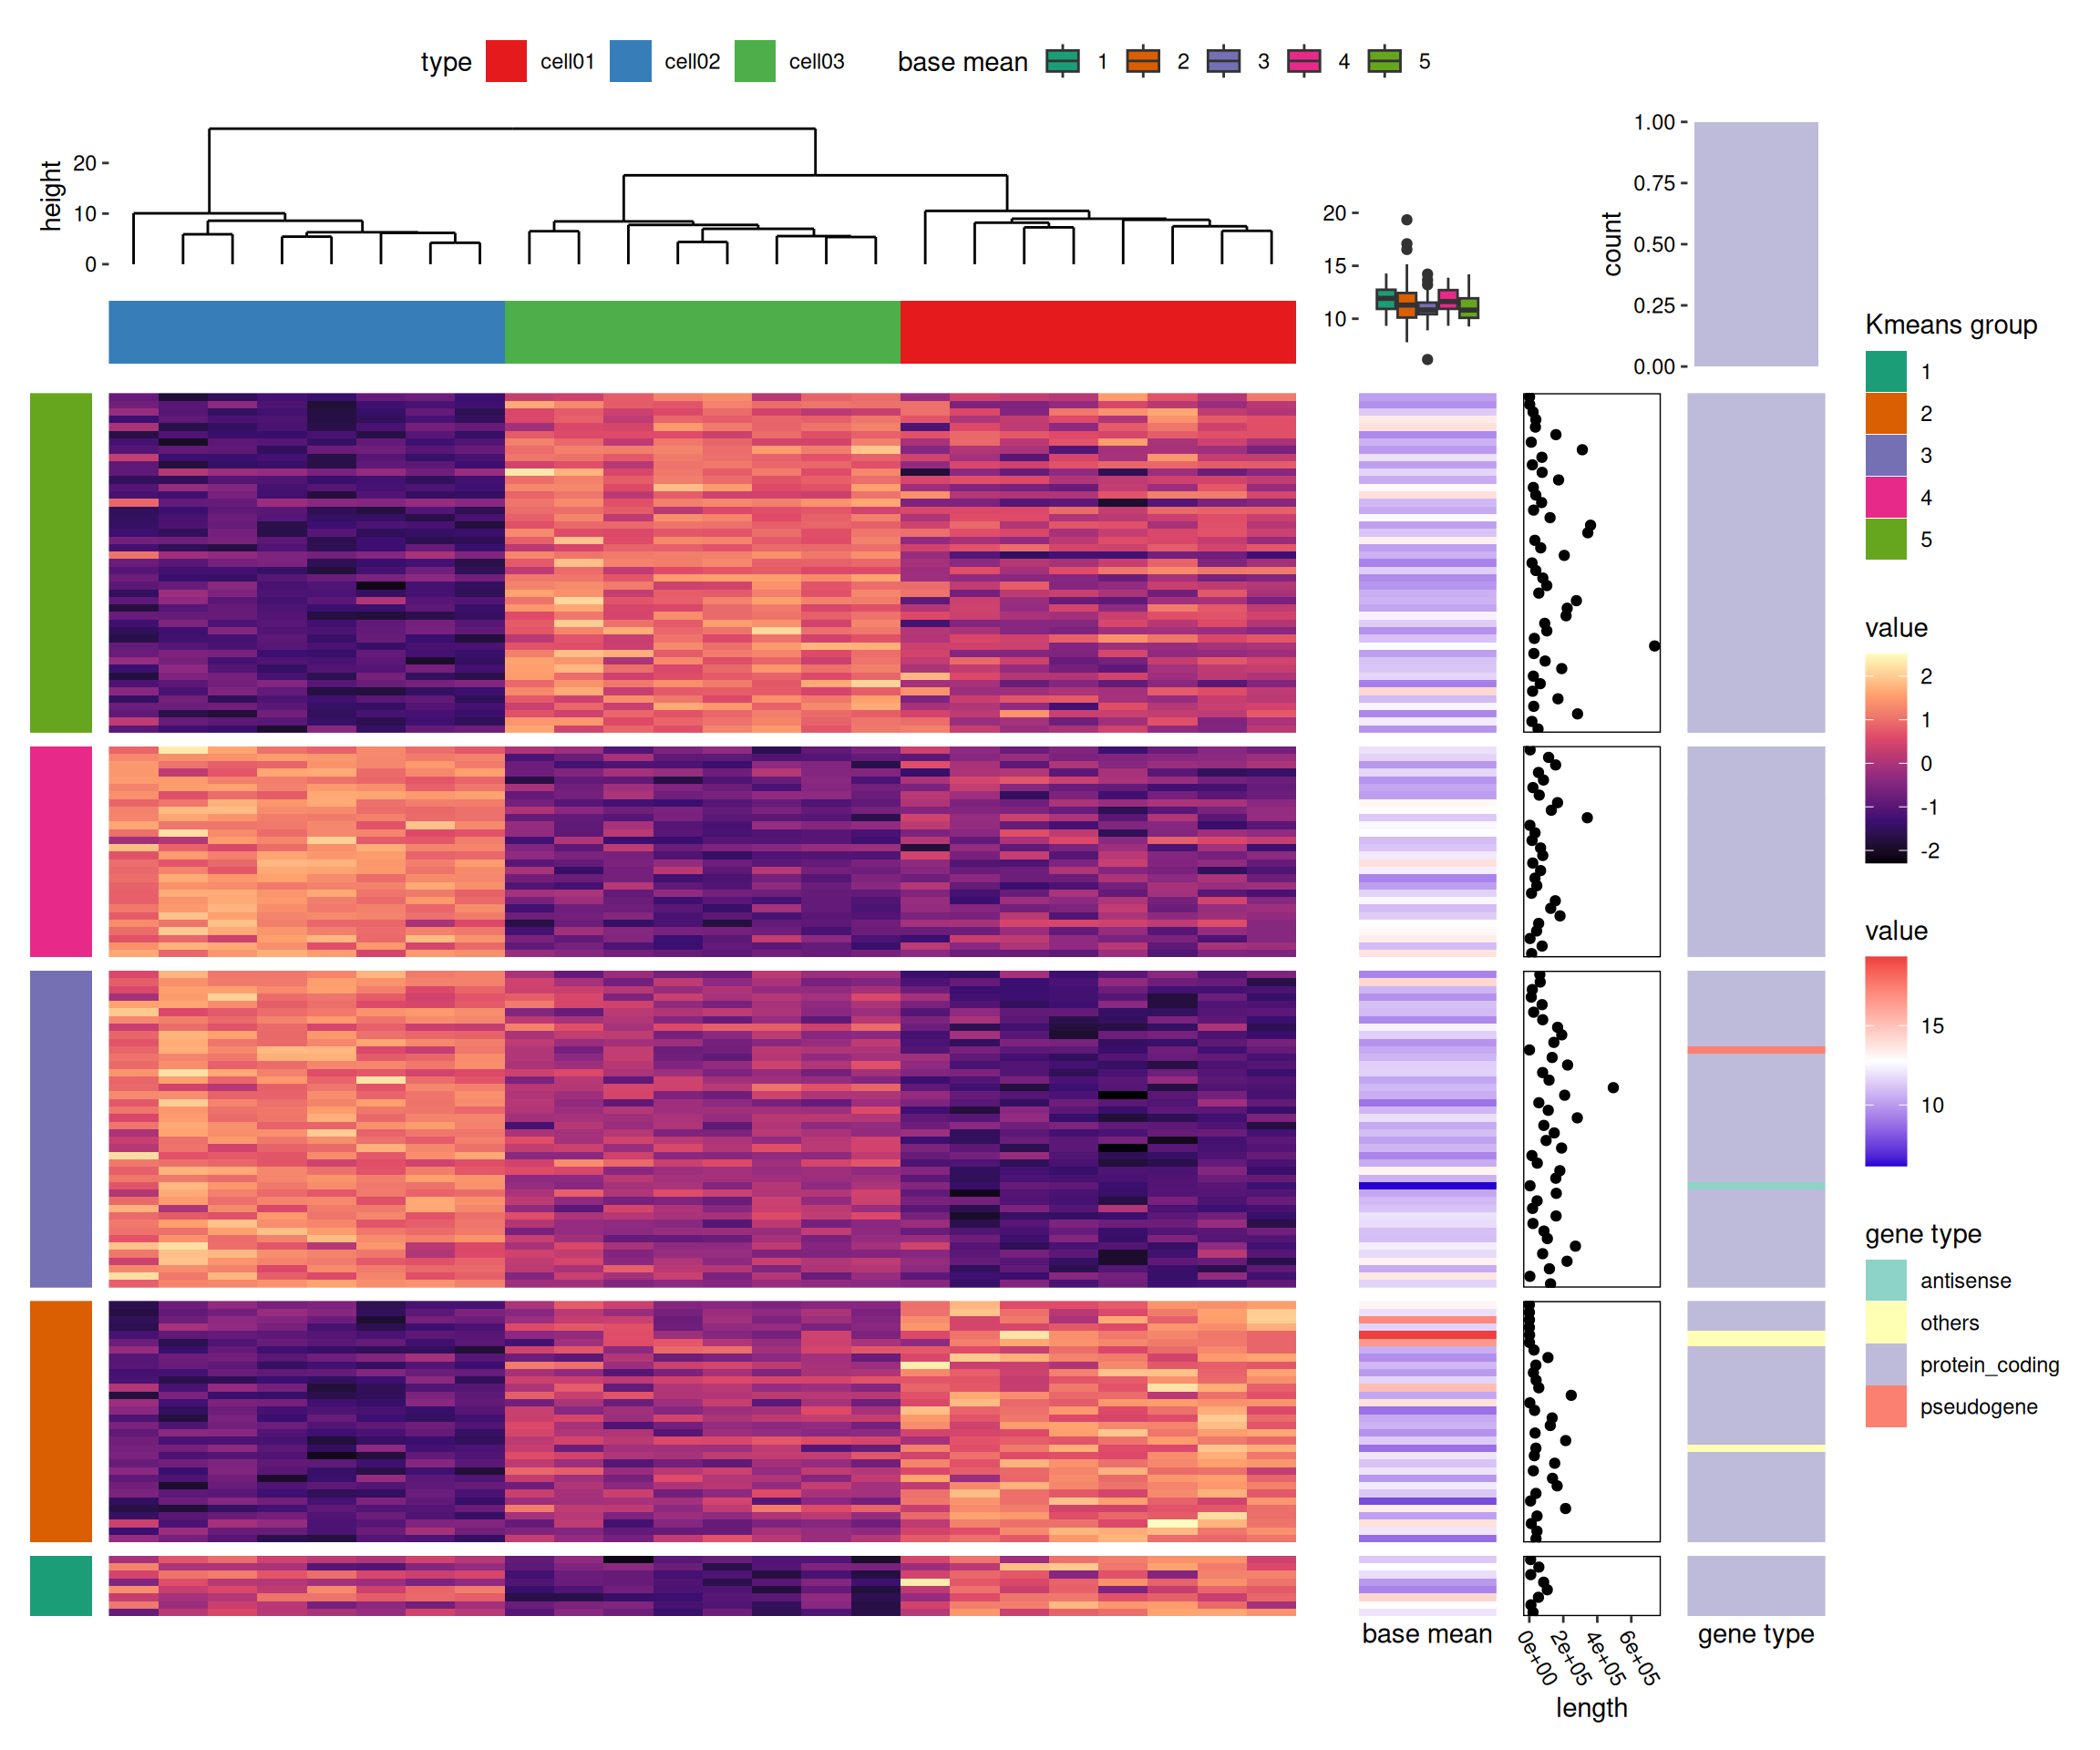 type cell01 cell02 cell03 base mean 1 2 3 4 5
height
20
10
0
20
15
10
count
1.00
0.75
0.50
0.25
0.00
Kmeans group
1
2
3
4
5
value
2
1
0
-1
-2
value
15
10
gene type
antisense
others
protein_coding
pseudogene
base mean
0e+00
2e+05
4e+05
6e+05
length
gene type